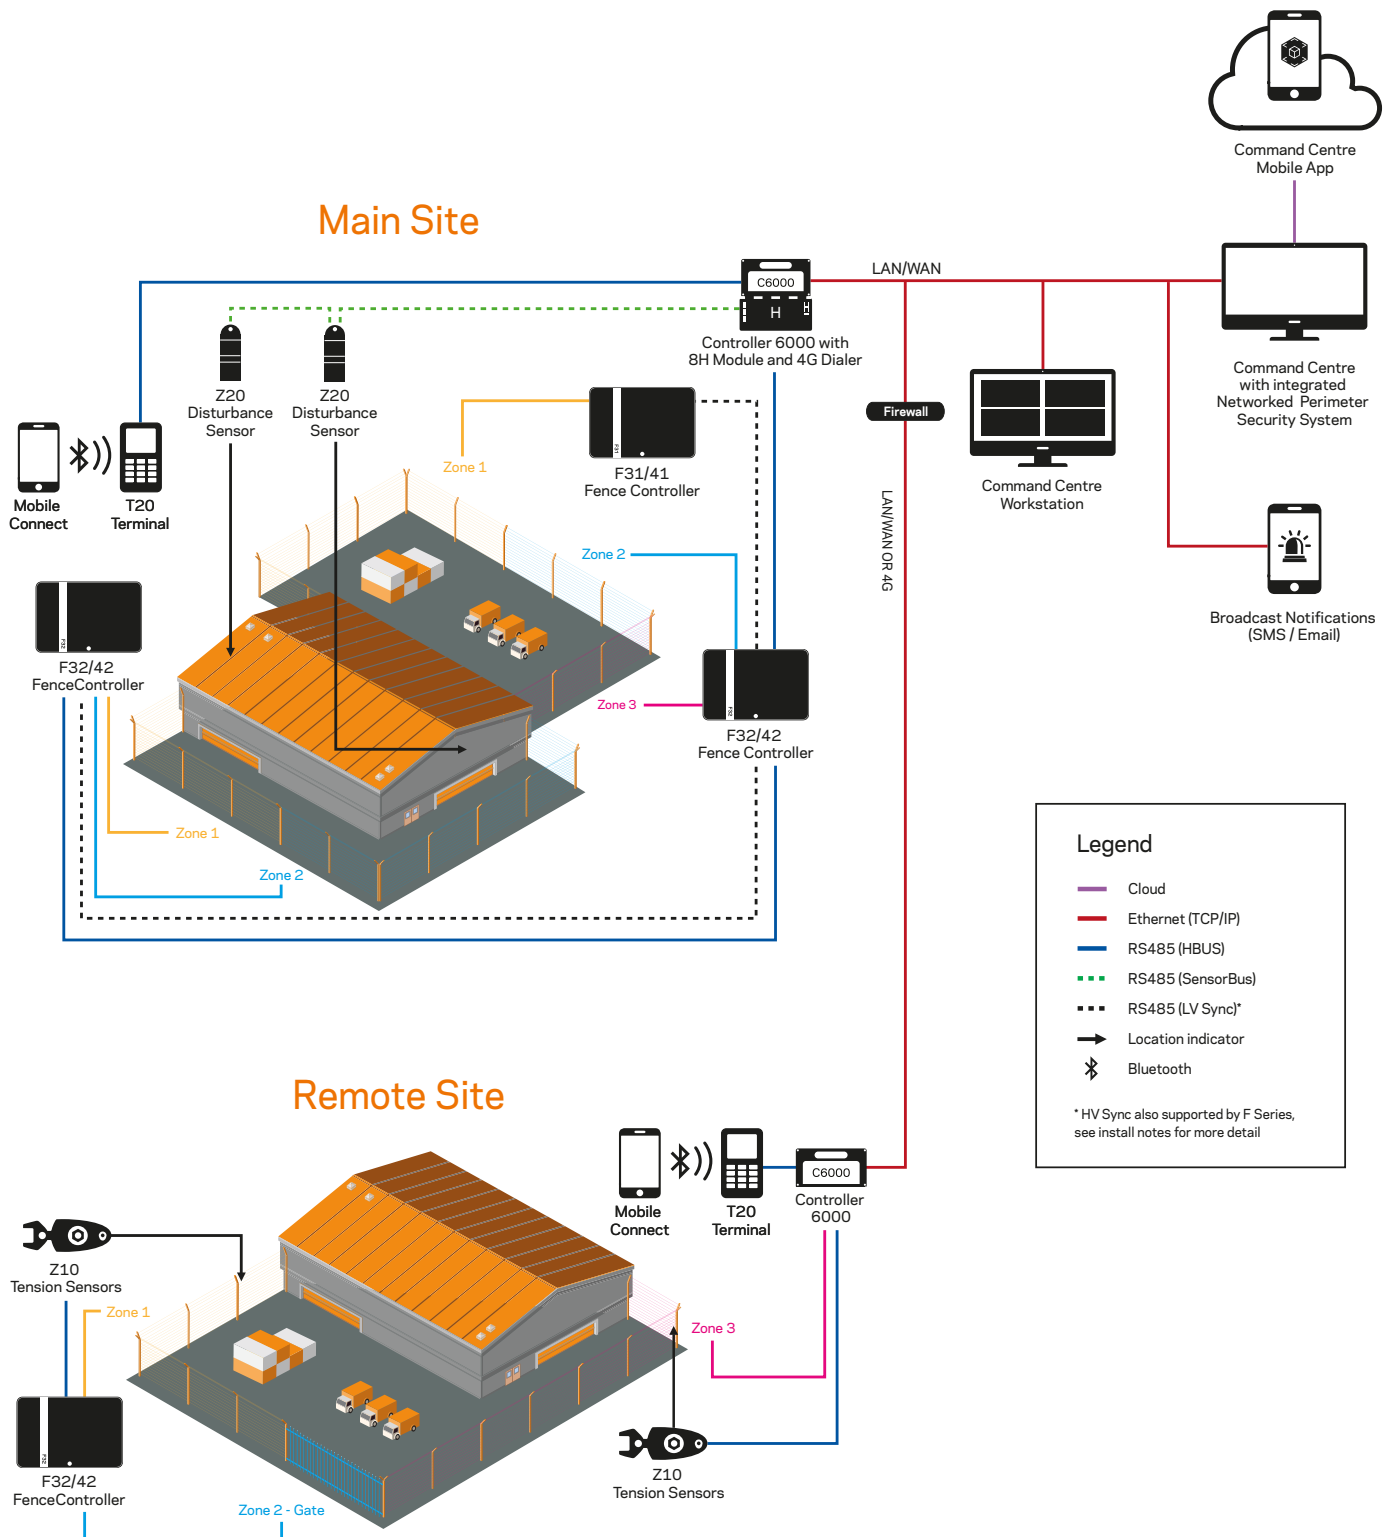 Command Centre
Mobile App
Main Site
LAN/WAN
C6000
H
Controller 6000 with
8H Module and 4G Dialer
Z20
Disturbance
Sensor
Z20
Disturbance
Sensor
Command Centre
with integrated
Networked Perimeter
Security System
Firewall
F31
F31/41
Fence Controller
Zone 1
Mobile
Connect
T20
Terminal
Command Centre
Workstation
LAN/WAN OR 4G
Zone 2
Broadcast Notifications
(SMS / Email)
F32
F32/42
FenceController
Zone 3
F32
F32/42
Fence Controller
Zone 1
Zone 2
Legend
Cloud
Ethernet (TCP/IP)
RS485 (HBUS)
RS485 (SensorBus)
RS485 (LV Sync)*
Location indicator
Bluetooth
* HV Sync also supported by F Series,
see install notes for more detail
Remote Site
C6000
Controller
6000
Mobile
Connect
T20
Terminal
Z10
Tension Sensors
Zone 1
Zone 3
F32
F32/42
FenceController
Z10
Tension Sensors
Zone 2 - Gate